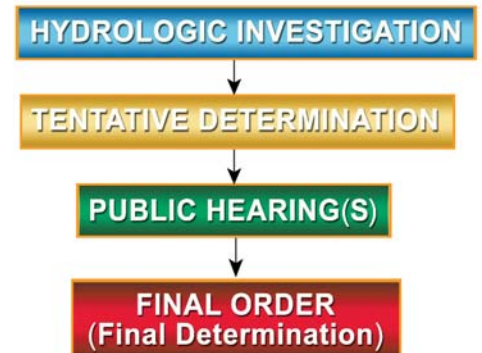 HYDROLOGIC INVESTIGATION
TENTATIVE DETERMINATION
PUBLIC HEARING(S)
FINAL ORDER
(Final Determination)